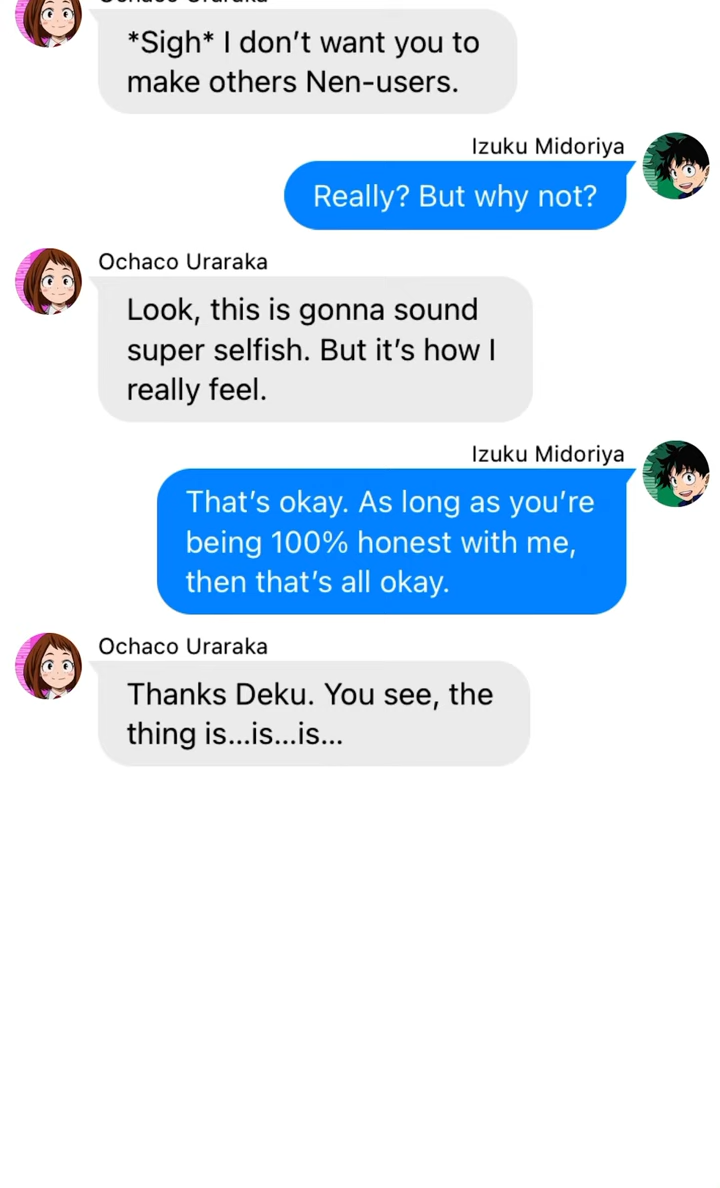 Ochaco Uraraka
*Sigh* I don’t want you to
make others Nen-users.
Izuku Midoriya
Really? But why not?
Ochaco Uraraka
Look, this is gonna sound
super selfish. But it’s how I
really feel.
Izuku Midoriya
That’s okay. As long as you’re
being 100% honest with me,
then that’s all okay.
Ochaco Uraraka
Thanks Deku. You see, the
thing is...is...is...